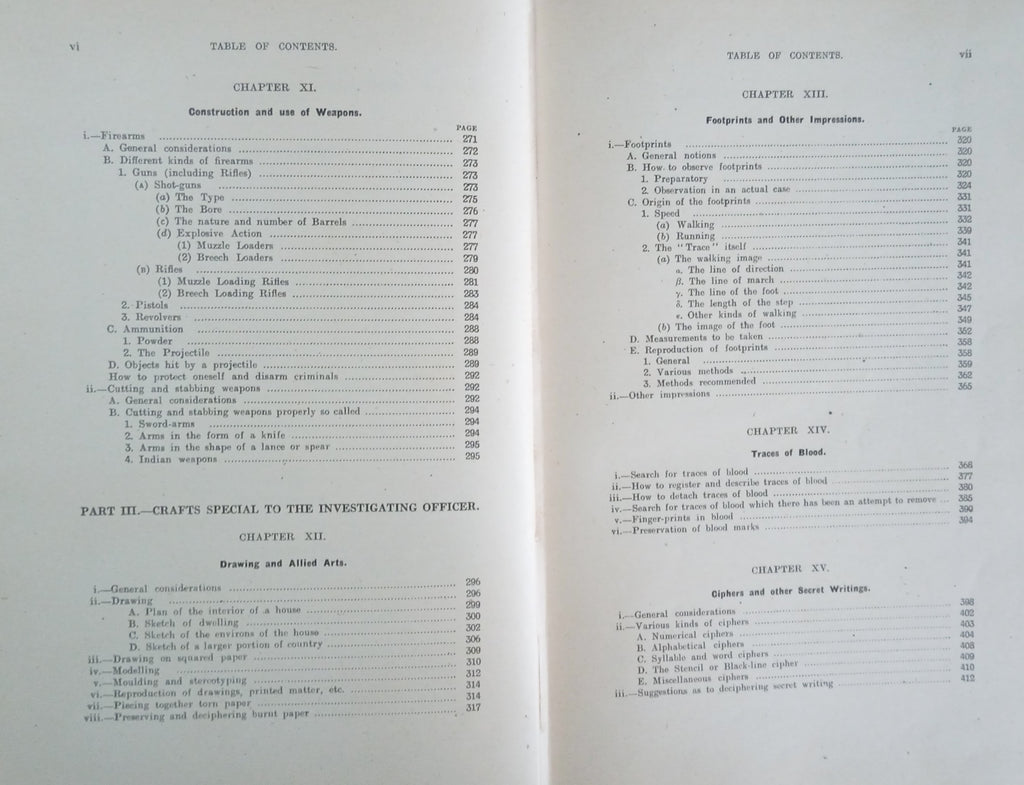 vi
TABLE OF CONTENTS.
CHAPTER XI.
Construction and use of Weapons.
PAGE
i.—Firearms ........ 271
A. General considerations ........ 272
B. Different kinds of firearms ........ 273
1. Guns (including Rifles) ........ 273
(A) Shot-guns ........ 273
(a) The Type ........ 275
(b) The Bore ........ 276
(c) The nature and number of Barrels ........ 277
(d) Explosive Action ........ 277
(1) Muzzle Loaders ........ 277
(2) Breech Loaders ........ 279
(B) Rifles ........ 280
(1) Muzzle Loading Rifles ........ 281
(2) Breech Loading Rifles ........ 283
2. Pistols ........ 284
3. Revolvers ........ 284
C. Ammunition ........ 288
1. Powder ........ 288
2. The Projectile ........ 289
D. Objects hit by a projectile ........ 289
How to protect oneself and disarm criminals ........ 292
ii.—Cutting and stabbing weapons ........ 292
A. General considerations ........ 292
B. Cutting and stabbing weapons properly so called ........ 294
1. Sword-arms ........ 294
2. Arms in the form of a knife ........ 294
3. Arms in the shape of a lance or spear ........ 295
4. Indian weapons ........ 295
PART III.—CRAFTS SPECIAL TO THE INVESTIGATING OFFICER.
CHAPTER XII.
Drawing and Allied Arts.
i.—General considerations ........ 296
ii.—Drawing ........ 296
A. Plan of the interior of a house ........ 299
B. Sketch of dwelling ........ 300
C. Sketch of the environs of the house ........ 302
D. Sketch of a larger portion of country ........ 306
iii.—Drawing on squared paper ........ 309
iv.—Modelling ........ 310
v.—Moulding and stereotyping ........ 312
vi.—Reproduction of drawings, printed matter, etc. ........ 314
vii.—Piecing together torn paper ........ 314
viii.—Preserving and deciphering burnt paper ........ 317
TABLE OF CONTENTS.
vii
CHAPTER XIII.
Footprints and Other Impressions.
PAGE
i.—Footprints ........ 320
A. General notions ........ 320
B. How to observe footprints ........ 320
1. Preparatory ........ 320
2. Observation in an actual case ........ 324
C. Origin of the footprints ........ 331
1. Speed ........ 331
(a) Walking ........ 332
(b) Running ........ 339
2. The "Trace" itself ........ 341
(a) The walking image ........ 341
α. The line of direction ........ 341
β. The line of march ........ 342
γ. The line of the foot ........ 342
δ. The length of the step ........ 345
ε. Other kinds of walking ........ 347
(b) The image of the foot ........ 349
D. Measurements to be taken ........ 352
E. Reproduction of footprints ........ 358
1. General ........ 358
2. Various methods ........ 359
3. Methods recommended ........ 362
ii.—Other impressions ........ 365
CHAPTER XIV.
Traces of Blood.
i.—Search for traces of blood ........ 368
ii.—How to register and describe traces of blood ........ 377
iii.—How to detach traces of blood ........ 380
iv.—Search for traces of blood which there has been an attempt to remove ... 385
v.—Finger-prints in blood ........ 390
vi.—Preservation of blood marks ........ 394
CHAPTER XV.
Ciphers and other Secret Writings.
i.—General considerations ........ 398
ii.—Various kinds of ciphers ........ 402
A. Numerical ciphers ........ 403
B. Alphabetical ciphers ........ 404
C. Syllable and word ciphers ........ 408
D. The Stencil or Black-line cipher ........ 409
E. Miscellaneous ciphers ........ 410
iii.—Suggestions as to deciphering secret writing ........ 412